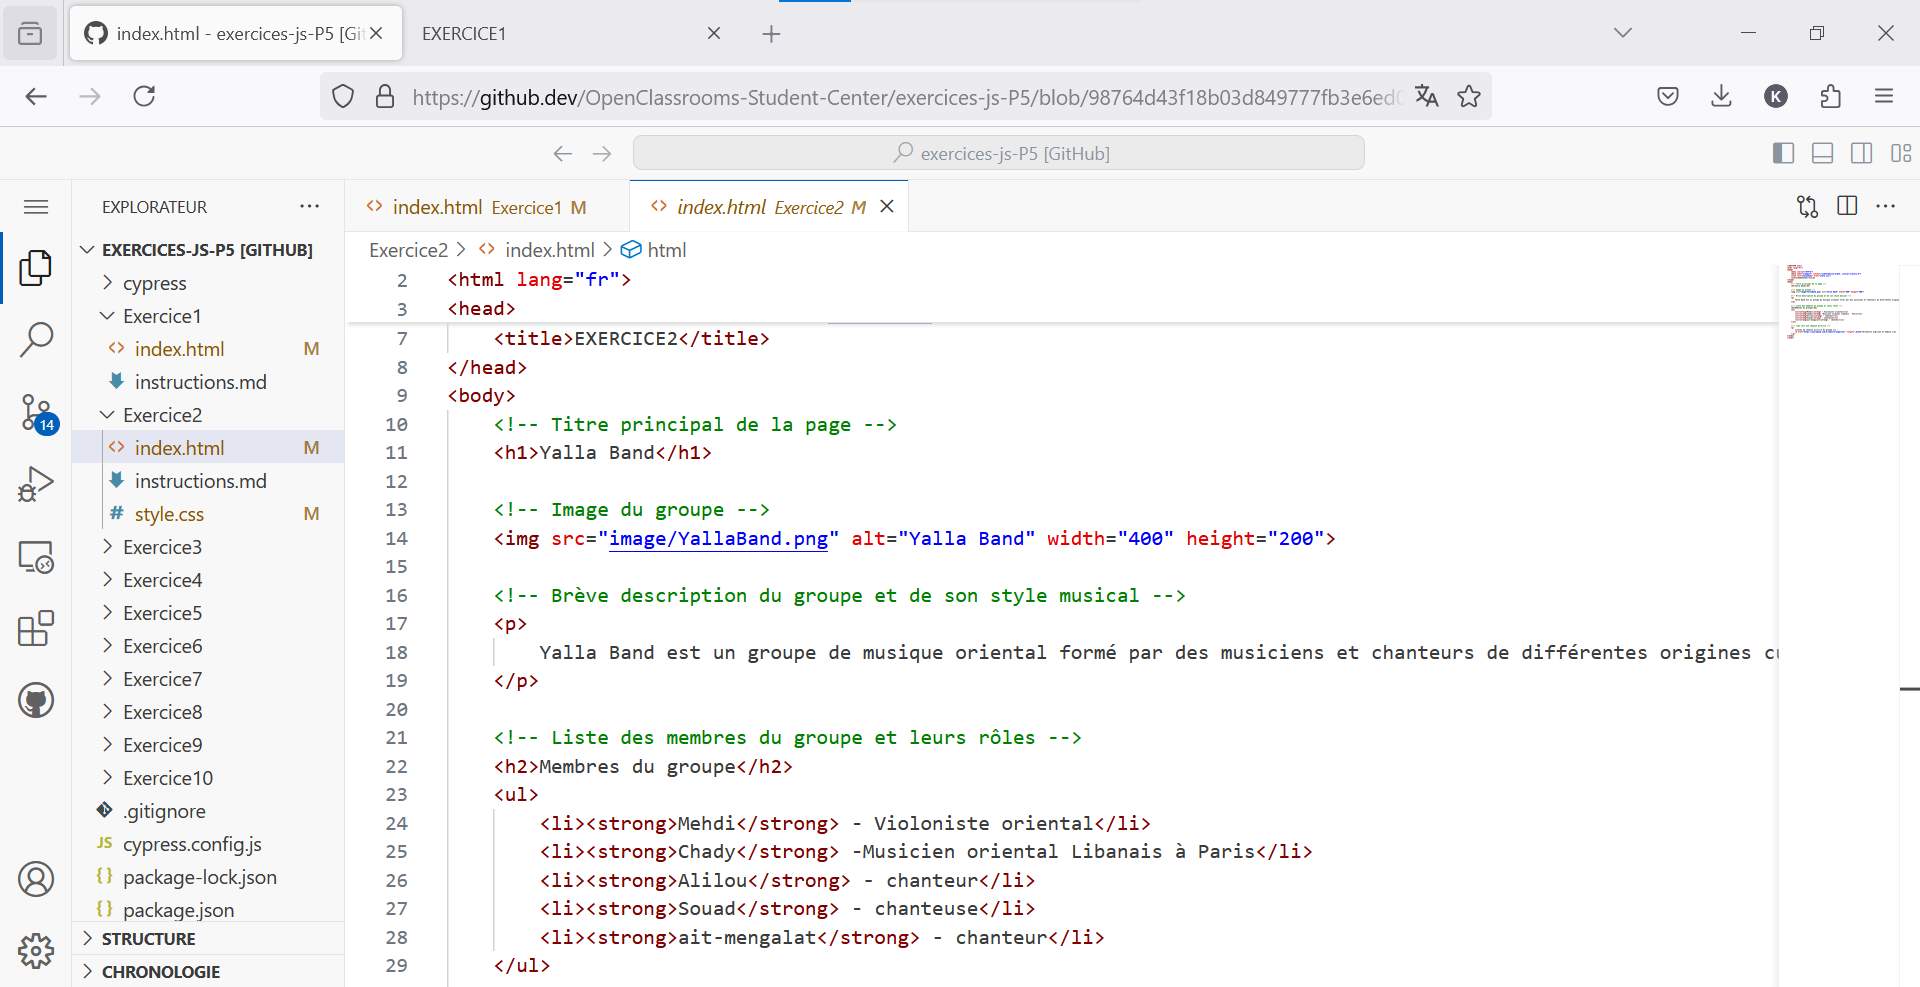 index.html - exercices-js-P5 [Git
EXERCICE1
https://github.dev/OpenClassrooms-Student-Center/exercices-js-P5/blob/98764d43f18b03d849777fb3e6ed0
K
exercices-js-P5 [GitHub]
EXPLORATEUR
EXERCICES-JS-P5 [GITHUB]
cypress
Exercice1
index.html M
instructions.md
Exercice2
index.html M
instructions.md
# style.css M
Exercice3
Exercice4
Exercice5
Exercice6
Exercice7
Exercice8
Exercice9
Exercice10
.gitignore
JS cypress.config.js
{} package-lock.json
{} package.json
STRUCTURE
CHRONOLOGIE
14
<> index.html Exercice1 M
<> index.html Exercice2 M
Exercice2 > <> index.html > html
2 <html lang="fr">
3 <head>
7 <title>EXERCICE2</title>
8 </head>
9 <body>
10 <!-- Titre principal de la page -->
11 <h1>Yalla Band</h1>
12
13 <!-- Image du groupe -->
14 <img src="image/YallaBand.png" alt="Yalla Band" width="400" height="200">
15
16 <!-- Brève description du groupe et de son style musical -->
17 <p>
18 Yalla Band est un groupe de musique oriental formé par des musiciens et chanteurs de différentes origines cu
19 </p>
20
21 <!-- Liste des membres du groupe et leurs rôles -->
22 <h2>Membres du groupe</h2>
23 <ul>
24 <li><strong>Mehdi</strong> - Violoniste oriental</li>
25 <li><strong>Chady</strong> -Musicien oriental Libanais à Paris</li>
26 <li><strong>Alilou</strong> - chanteur</li>
27 <li><strong>Souad</strong> - chanteuse</li>
28 <li><strong>ait-mengalat</strong> - chanteur</li>
29 </ul>